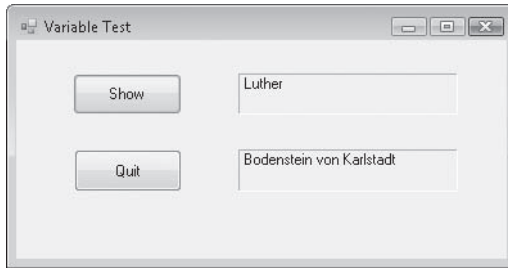 Variable Test
Show
Luther
Quit
Bodenstein von Karlstadt